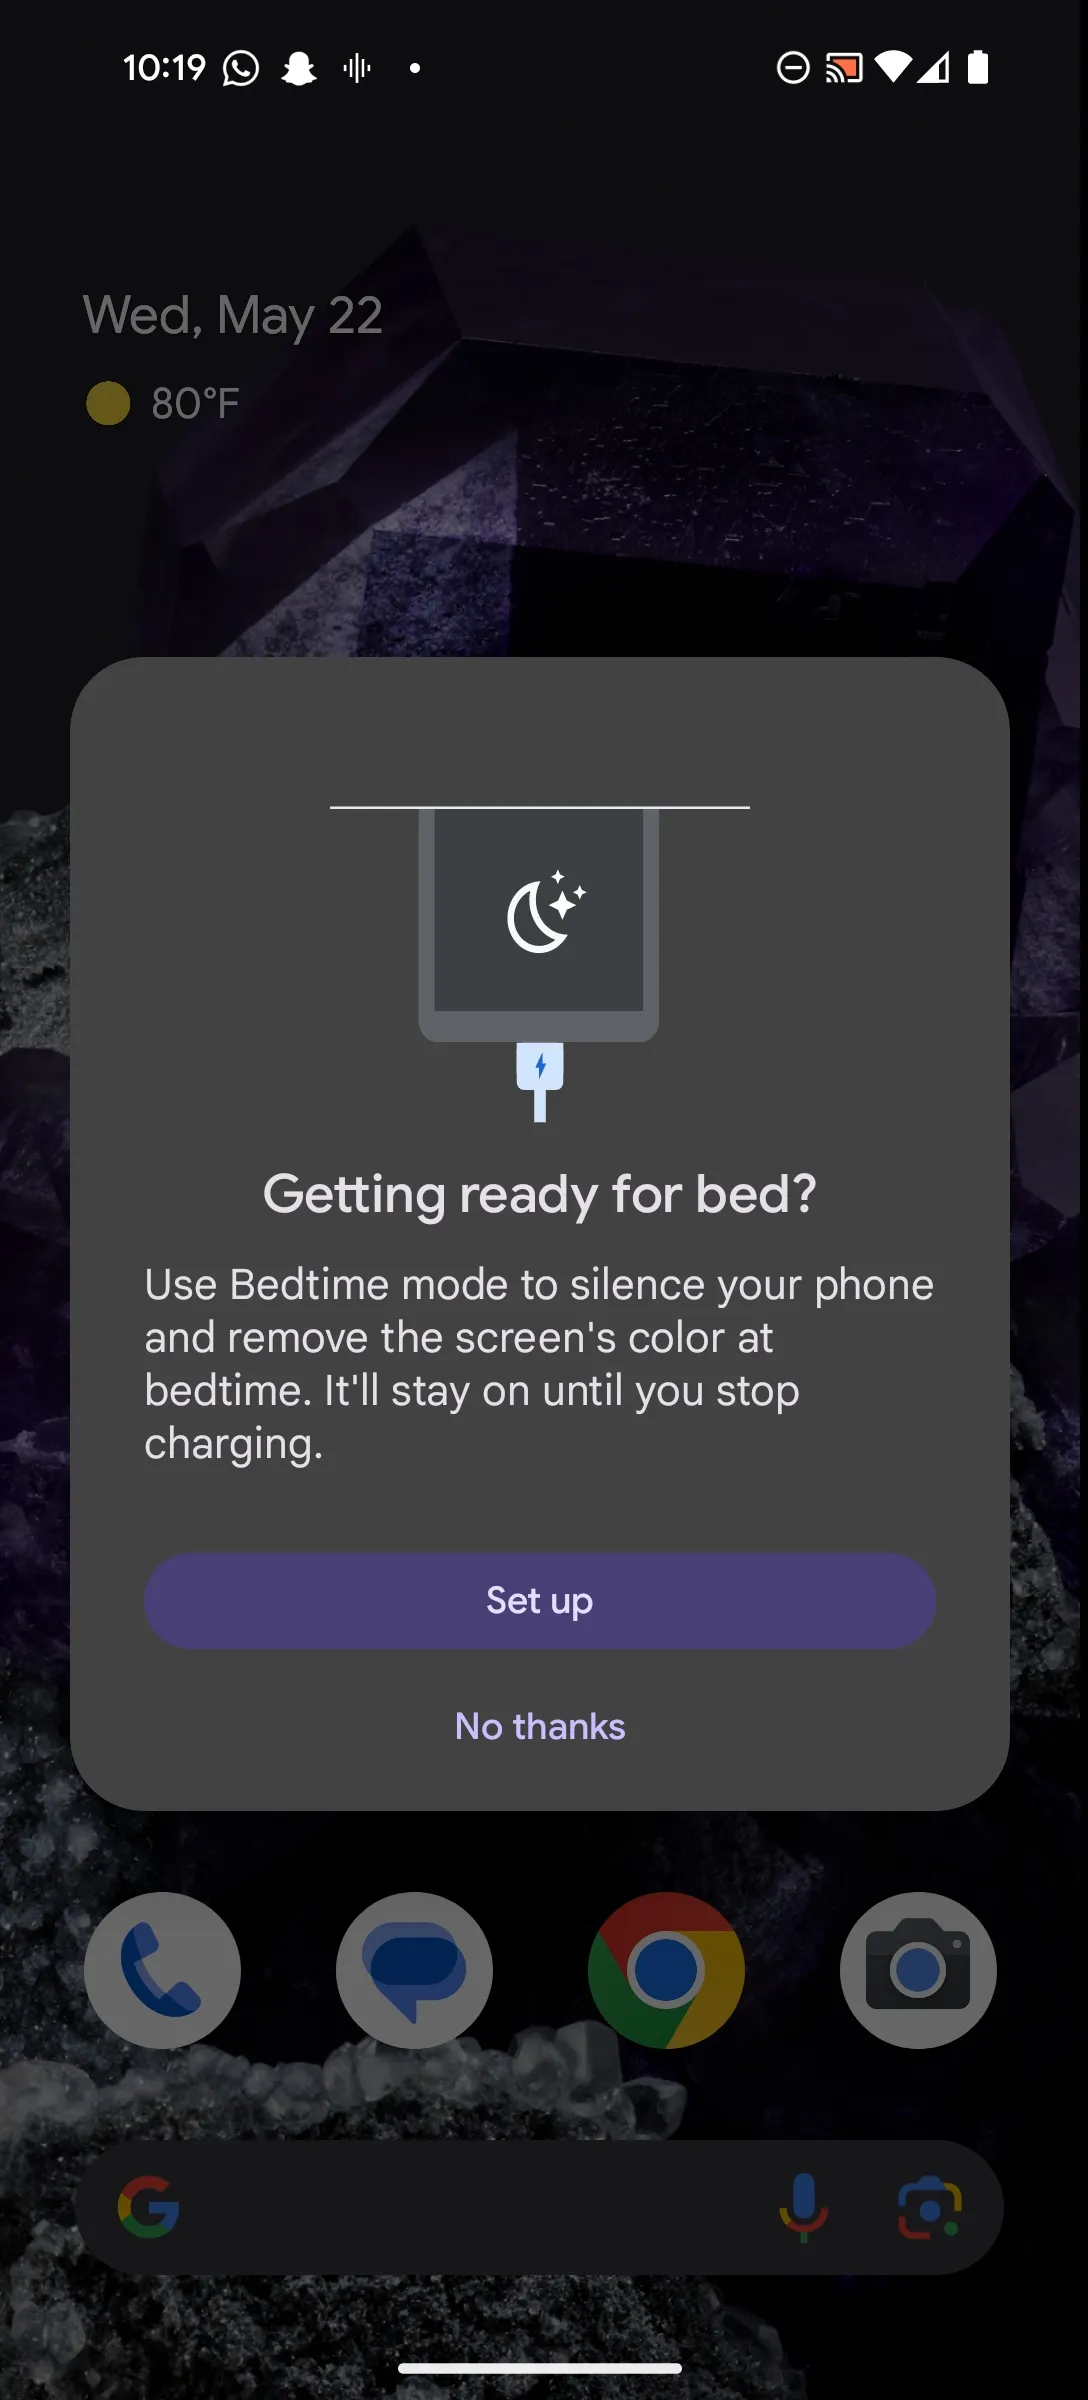 10:19
Wed, May 22
80°F
Getting ready for bed?
Use Bedtime mode to silence your phone
and remove the screen's color at
bedtime. It'll stay on until you stop
charging.
Set up
No thanks